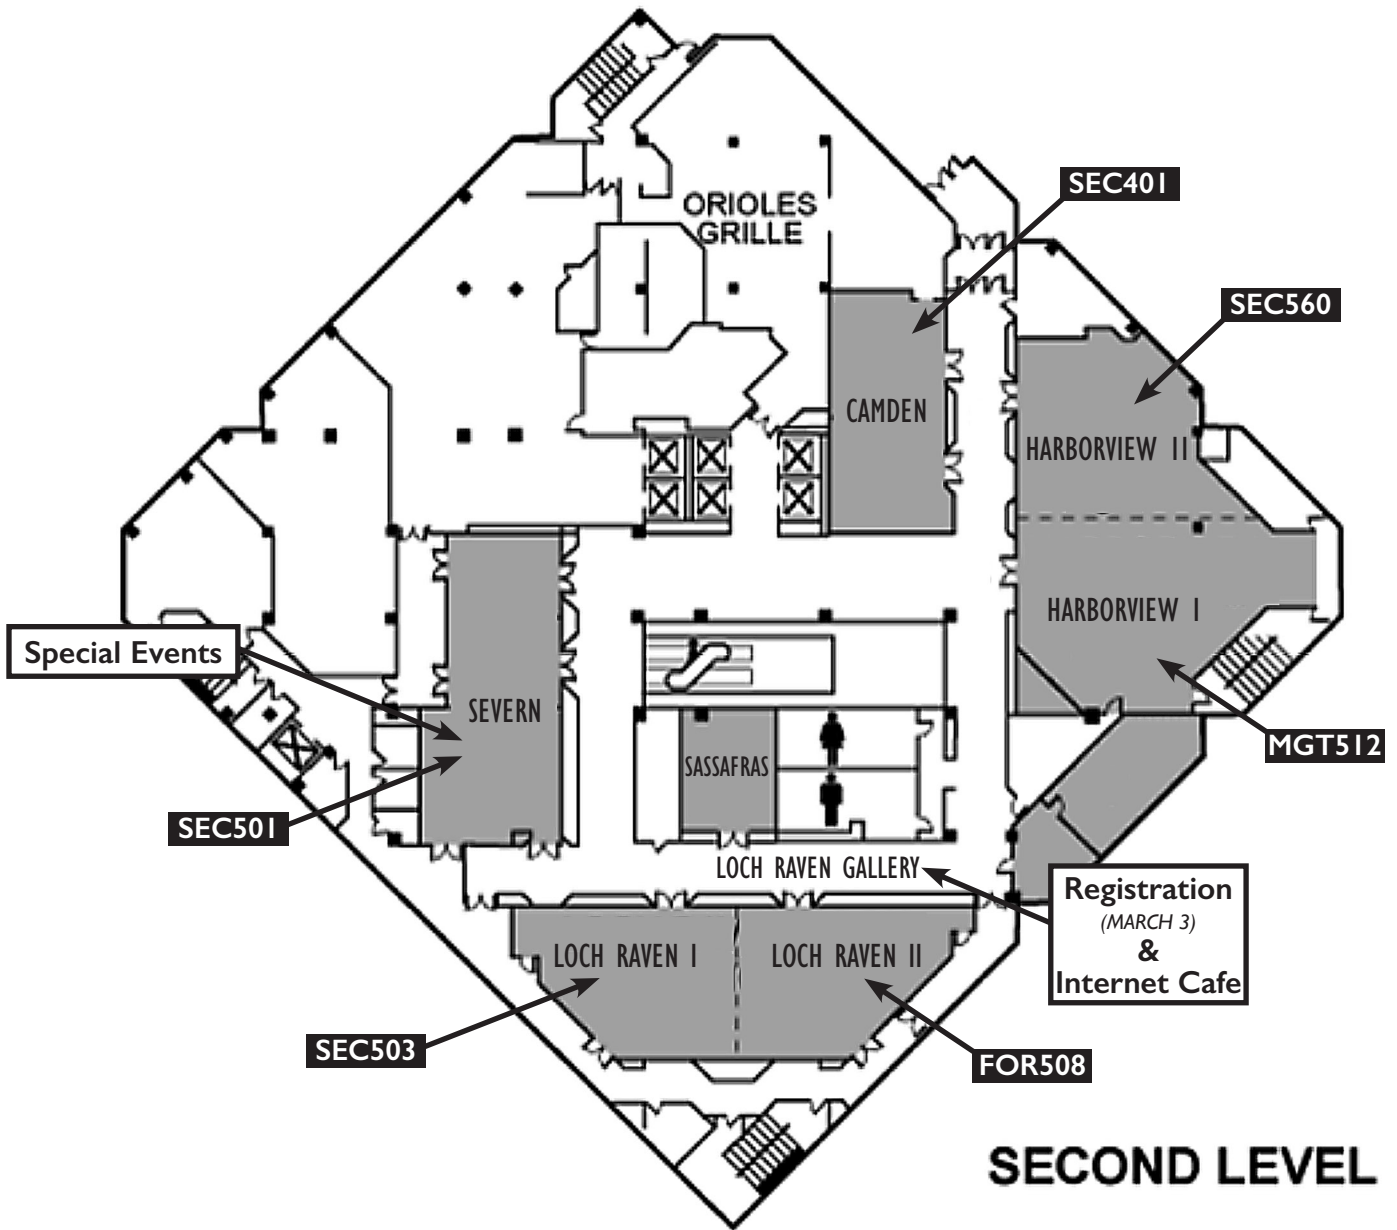 SEC401
ORIOLES
GRILLE
SEC560
CAMDEN
HARBORVIEW II
HARBORVIEW I
Special Events
SEVERN
MGT512
SASSAFRAS
SEC501
LOCH RAVEN GALLERY
Registration
(MARCH 3)
&
Internet Cafe
LOCH RAVEN I
LOCH RAVEN II
SEC503
FOR508
SECOND LEVEL